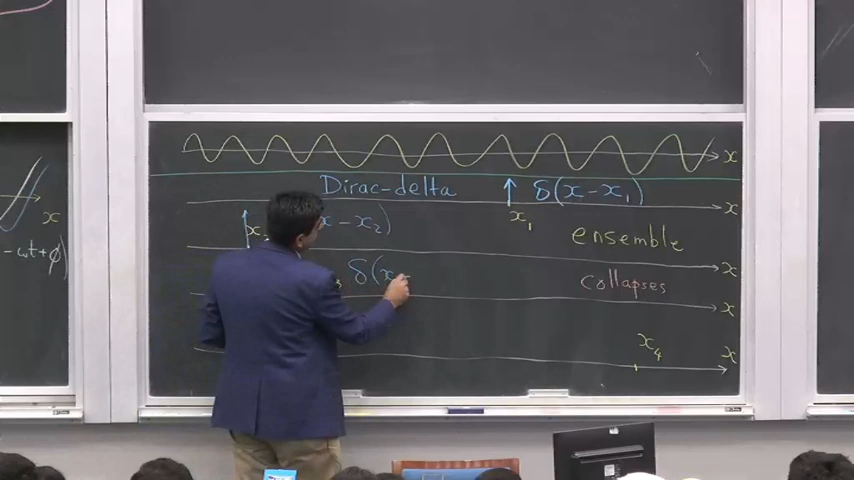 x
Dirac-delta δ(x-x₁)
x₁ x
x - x₂) ensemble
x
δ(x- collapses
x
x₄ x
x
- ωt + φ)